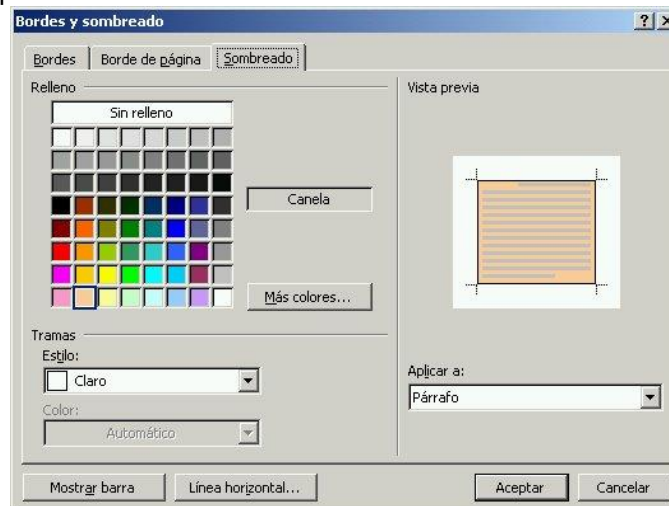 Bordes y sombreado
Bordes
Borde de página
Sombreado
Relleno
Sin relleno
Canela
Más colores...
Tramas
Estilo:
Claro
Color:
Automático
Vista previa
Aplicar a:
Párrafo
Mostrar barra
Línea horizontal...
Aceptar
Cancelar